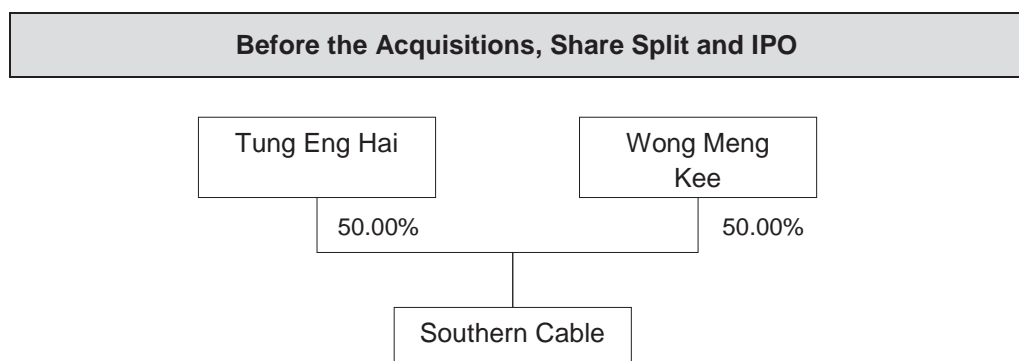 Before the Acquisitions, Share Split and IPO
Tung Eng Hai
Wong Meng
Kee
50.00%
50.00%
Southern Cable